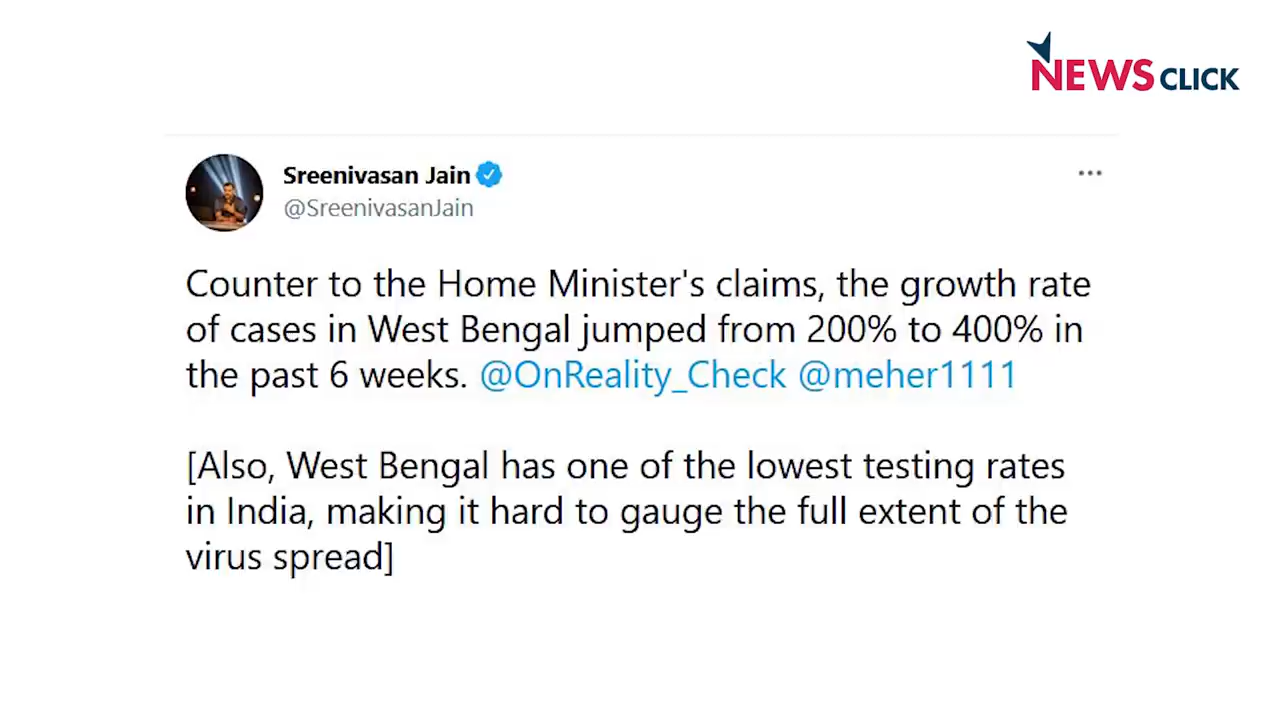 NEWS CLICK
Sreenivasan Jain
@SreenivasanJain
Counter to the Home Minister's claims, the growth rate
of cases in West Bengal jumped from 200% to 400% in
the past 6 weeks. @OnReality_Check @meher1111
[Also, West Bengal has one of the lowest testing rates
in India, making it hard to gauge the full extent of the
virus spread]